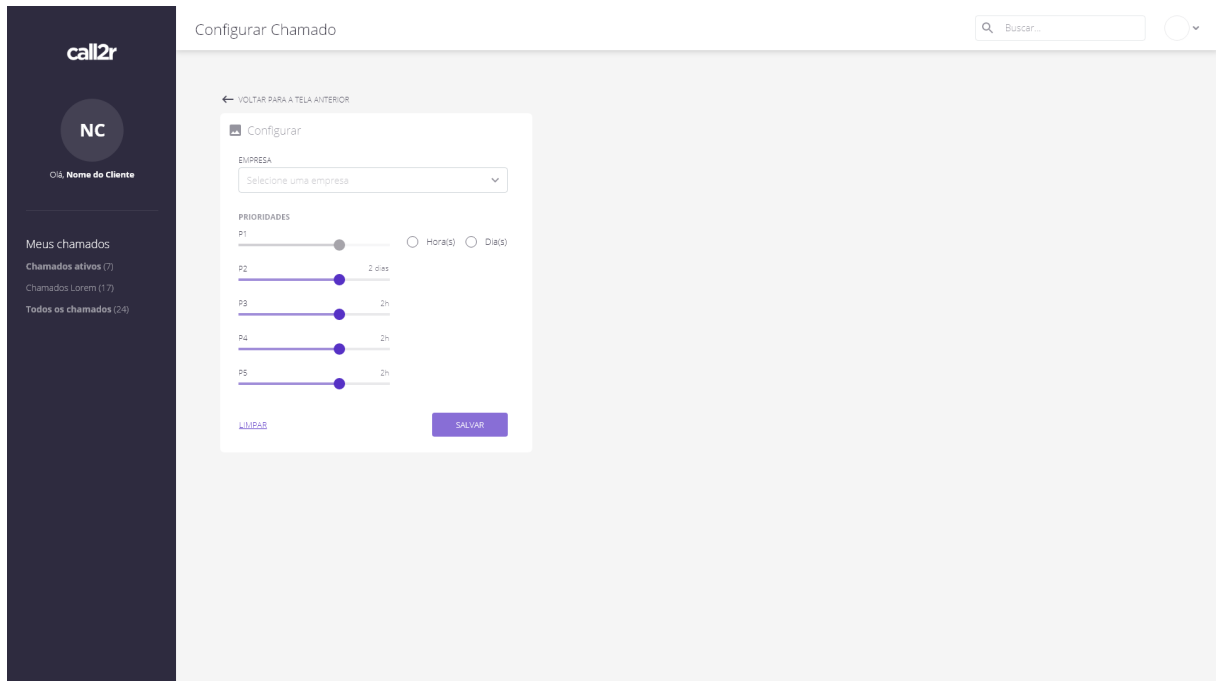 call2r
NC
Olá, Nome do Cliente
Meus chamados
Chamados ativos (7)
Chamados Lorem (17)
Todos os chamados (24)
Configurar Chamado
Buscar...
VOLTAR PARA A TELA ANTERIOR
Configurar
EMPRESA
Selecione uma empresa
PRIORIDADES
P1
Hora(s) Dia(s)
P2 2 dias
P3 2h
P4 2h
P5 2h
LIMPAR SALVAR